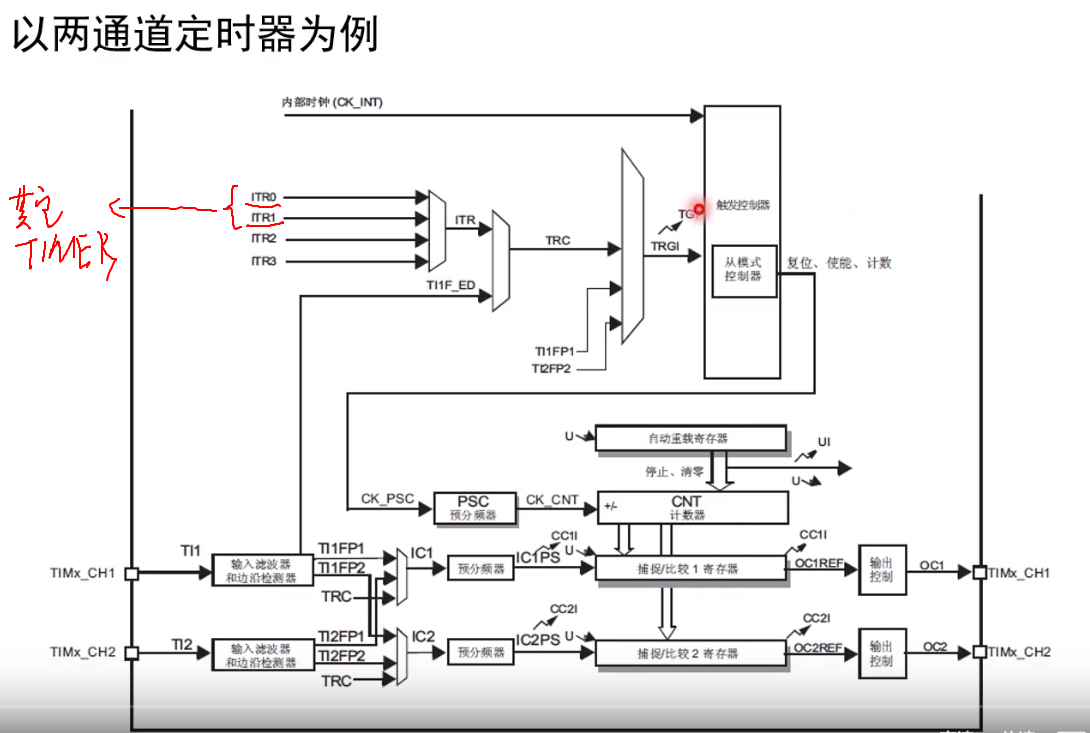 以两通道定时器为例
内部时钟 (CK_INT)
ITR0
ITR1
ITR2
ITR3
其它
TIMER
ITR
TI1F_ED
TRC
TI1FP1
TI2FP2
TRGI
触发控制器
从模式
控制器
复位、使能、计数
U
自动重载寄存器
UI
停止、清零
U
CK_PSC
PSC
预分频器
CK_CNT
+/-
CNT
计数器
TIMx_CH1
TI1
输入滤波器
和边沿检测器
TI1FP1
TI1FP2
TRC
IC1
预分频器
CC1I
IC1PS
U
捕捉/比较 1 寄存器
CC1I
OC1REF
输出
控制
OC1
TIMx_CH1
TIMx_CH2
TI2
输入滤波器
和边沿检测器
TI2FP1
TI2FP2
TRC
IC2
预分频器
CC2I
IC2PS
U
捕捉/比较 2 寄存器
CC2I
OC2REF
输出
控制
OC2
TIMx_CH2